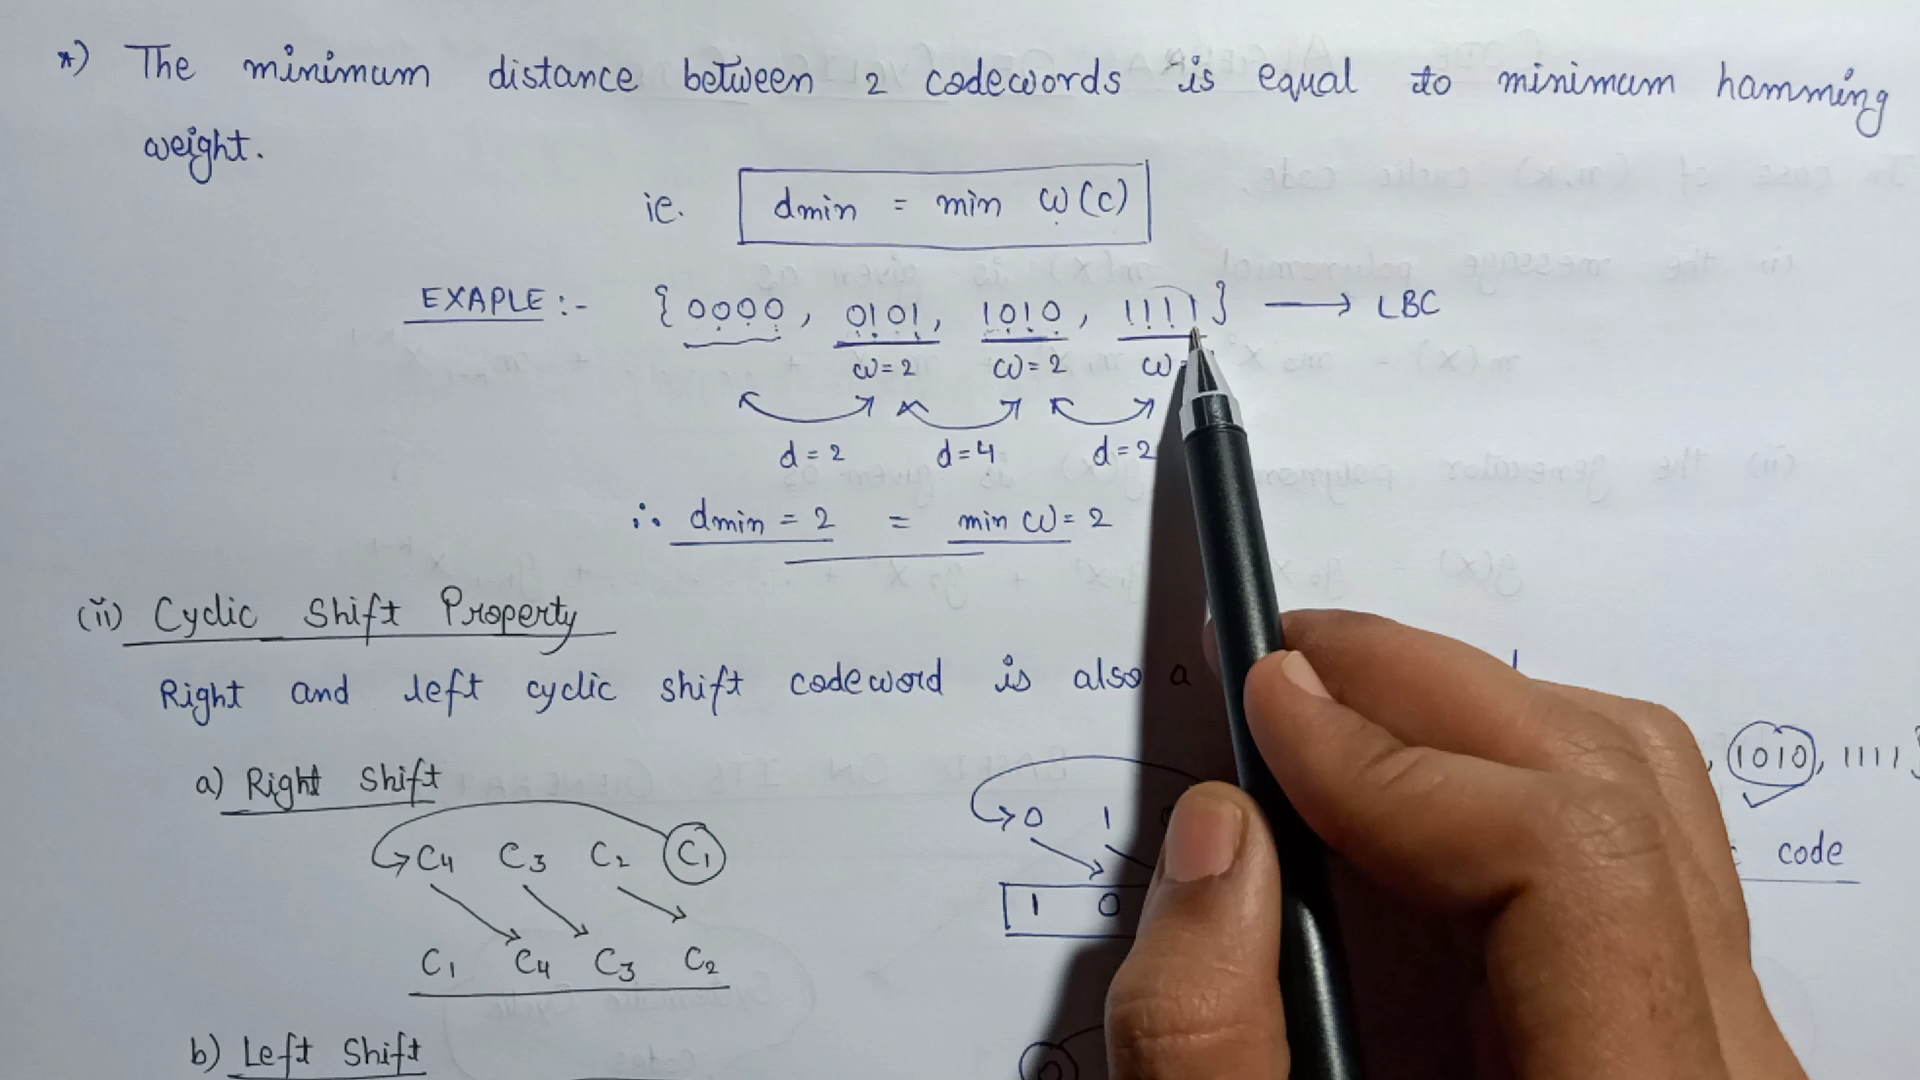 *) The minimum distance between 2 codewords is equal to minimum hamming
weight.
ie. dmin = min ω(c)
EXAPLE :- {0000, 0101, 1010, 1111} → LBC
ω=2 ω=2 ω
d=2 d=4 d=2
∴ dmin = 2 = min ω = 2
(ii) Cyclic Shift Property
Right and left cyclic shift codeword is also a
a) Right Shift
, 1010, 1111}
0 1
C4 C3 C2 C1
code
1 0
C1 C4 C3 C2
b) Left Shift